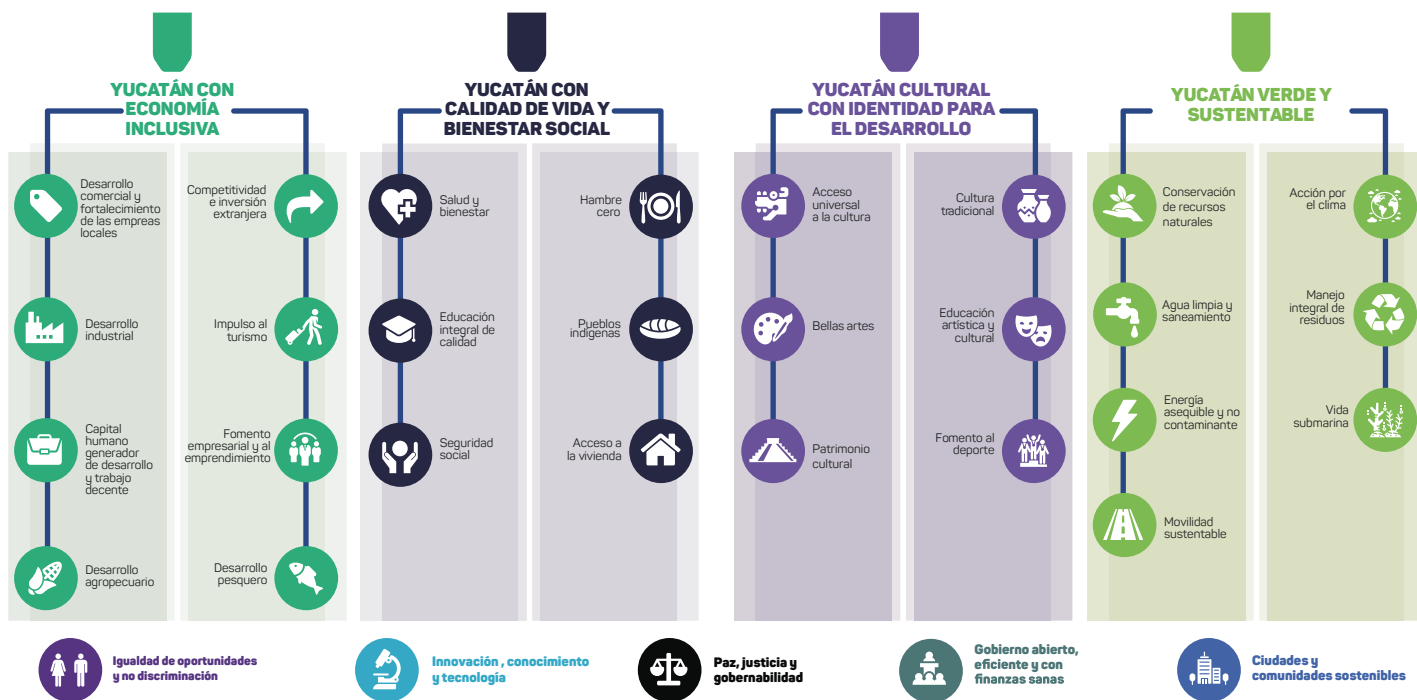 YUCATÁN CON
ECONOMÍA
INCLUSIVA
Desarrollo
comercial y
fortalecimiento
de las empreas
locales
Desarrollo
industrial
Capital
humano
generador
de desarrollo
y trabajo
decente
Desarrollo
agropecuario
Competitividad
e inversión
extranjera
Impulso al
turismo
Fomento
empresarial y al
emprendimiento
Desarrollo
pesquero
YUCATÁN CON
CALIDAD DE VIDA Y
BIENESTAR SOCIAL
Salud y
bienestar
Educación
integral de
calidad
Seguridad
social
Hambre
cero
Pueblos
indígenas
Acceso a
la vivienda
YUCATÁN CULTURAL
CON IDENTIDAD PARA
EL DESARROLLO
Acceso
universal
a la cultura
Bellas artes
Patrimonio
cultural
Cultura
tradicional
Educación
artística y
cultural
Fomento al
deporte
YUCATÁN VERDE Y
SUSTENTABLE
Conservación
de recursos
naturales
Agua limpia y
saneamiento
Energía
asequible y no
contaminante
Movilidad
sustentable
Acción por
el clima
Manejo
integral de
residuos
Vida
submarina
Igualdad de oportunidades
y no discriminación
Innovación , conocimiento
y tecnología
Paz, justicia y
gobernabilidad
Gobierno abierto,
eficiente y con
finanzas sanas
Ciudades y
comunidades sostenibles